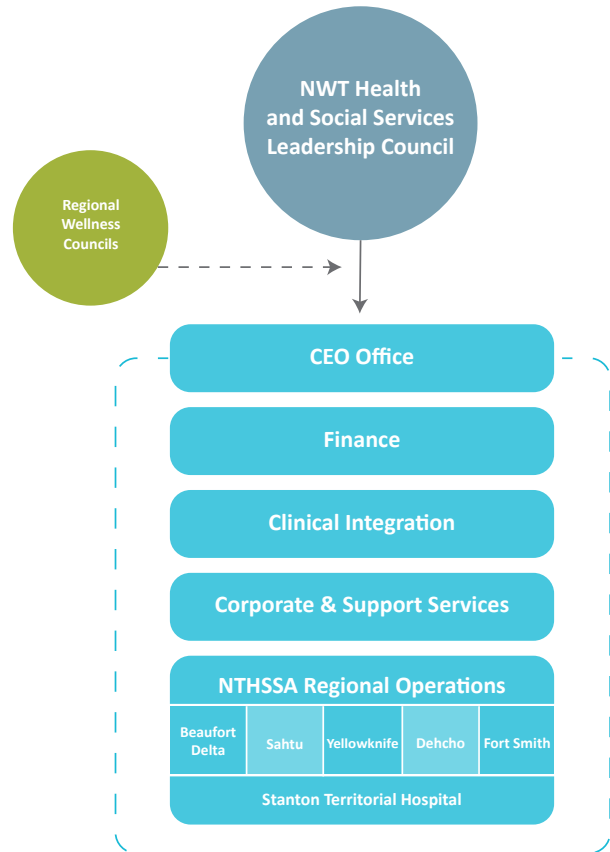 NWT Health
and Social Services
Leadership Council
Regional
Wellness
Councils
CEO Office
Finance
Clinical Integration
Corporate & Support Services
NTHSSA Regional Operations
Beaufort
Delta
Sahtu
Yellowknife
Dehcho
Fort Smith
Stanton Territorial Hospital